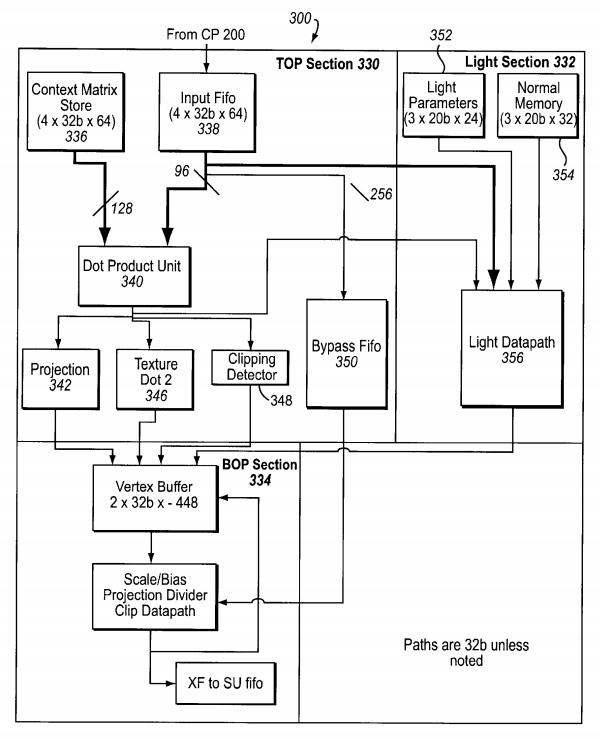 300
From CP 200
352
TOP Section 330
Light Section 332
Context Matrix
Store
(4 x 32b x 64)
336
Input Fifo
(4 x 32b x 64)
338
Light
Parameters
(3 x 20b x 24)
Normal
Memory
(3 x 20b x 32)
354
96
256
128
Dot Product Unit
340
Projection
342
Texture
Dot 2
346
Clipping
Detector
348
Bypass Fifo
350
Light Datapath
356
BOP Section
334
Vertex Buffer
2 x 32b x - 448
Scale/Bias
Projection Divider
Clip Datapath
XF to SU fifo
Paths are 32b unless
noted